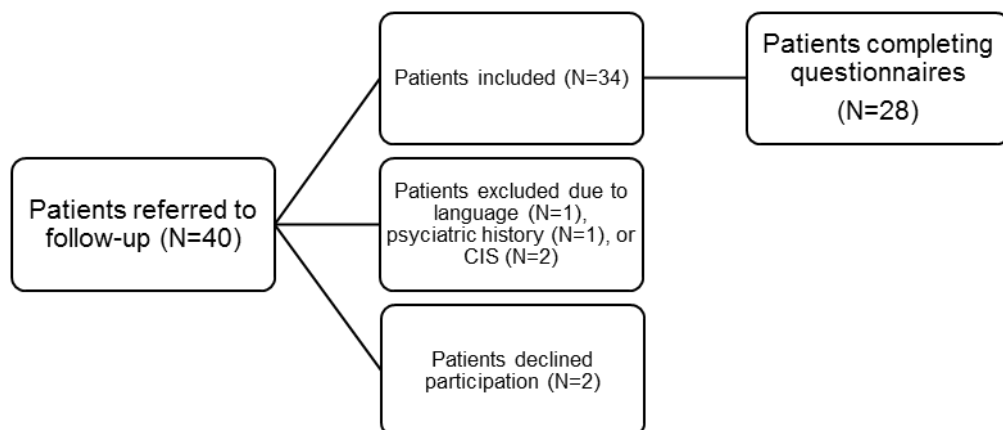 Patients referred to
follow-up (N=40)
Patients included (N=34)
Patients completing
questionnaires
(N=28)
Patients excluded due to
language (N=1),
psyciatric history (N=1), or
CIS (N=2)
Patients declined
participation (N=2)